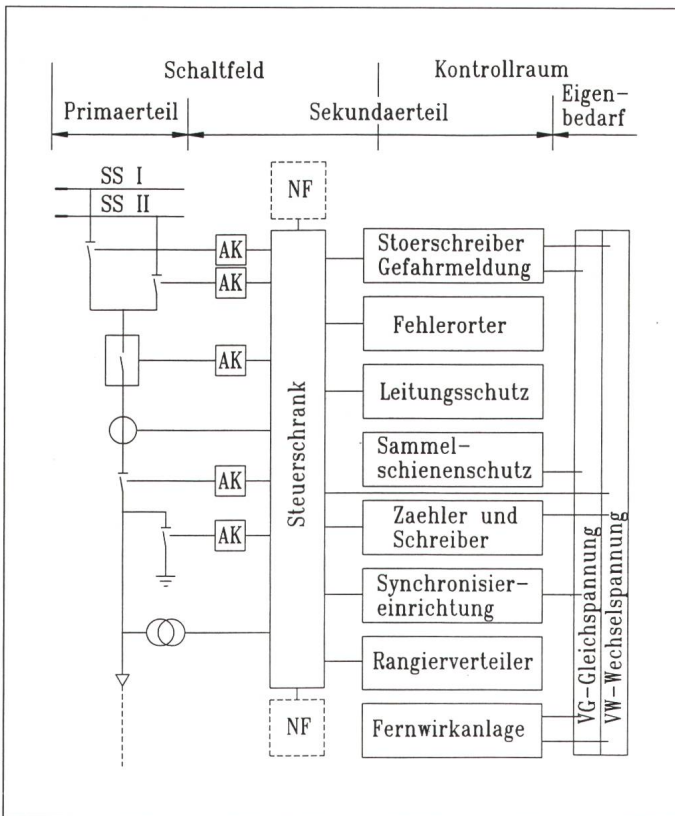 Schaltfeld
Kontrollraum
Primaerteil
Sekundaerteil
Eigen-
bedarf
SS I
SS II
NF
AK
AK
AK
AK
AK
Steuerschrank
NF
Stoerschreiber
Gefahrmeldung
Fehlerorter
Leitungsschutz
Sammel-
schienenschutz
Zaehler und
Schreiber
Synchronisier-
einrichtung
Rangierverteiler
Fernwirkanlage
VG-Gleichspannung
VW-Wechselspannung